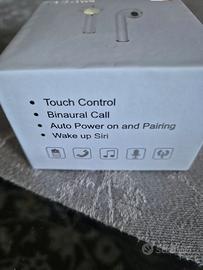 • Touch Control
• Binaural Call
• Auto Power on and Pairing
• Wake up Siri